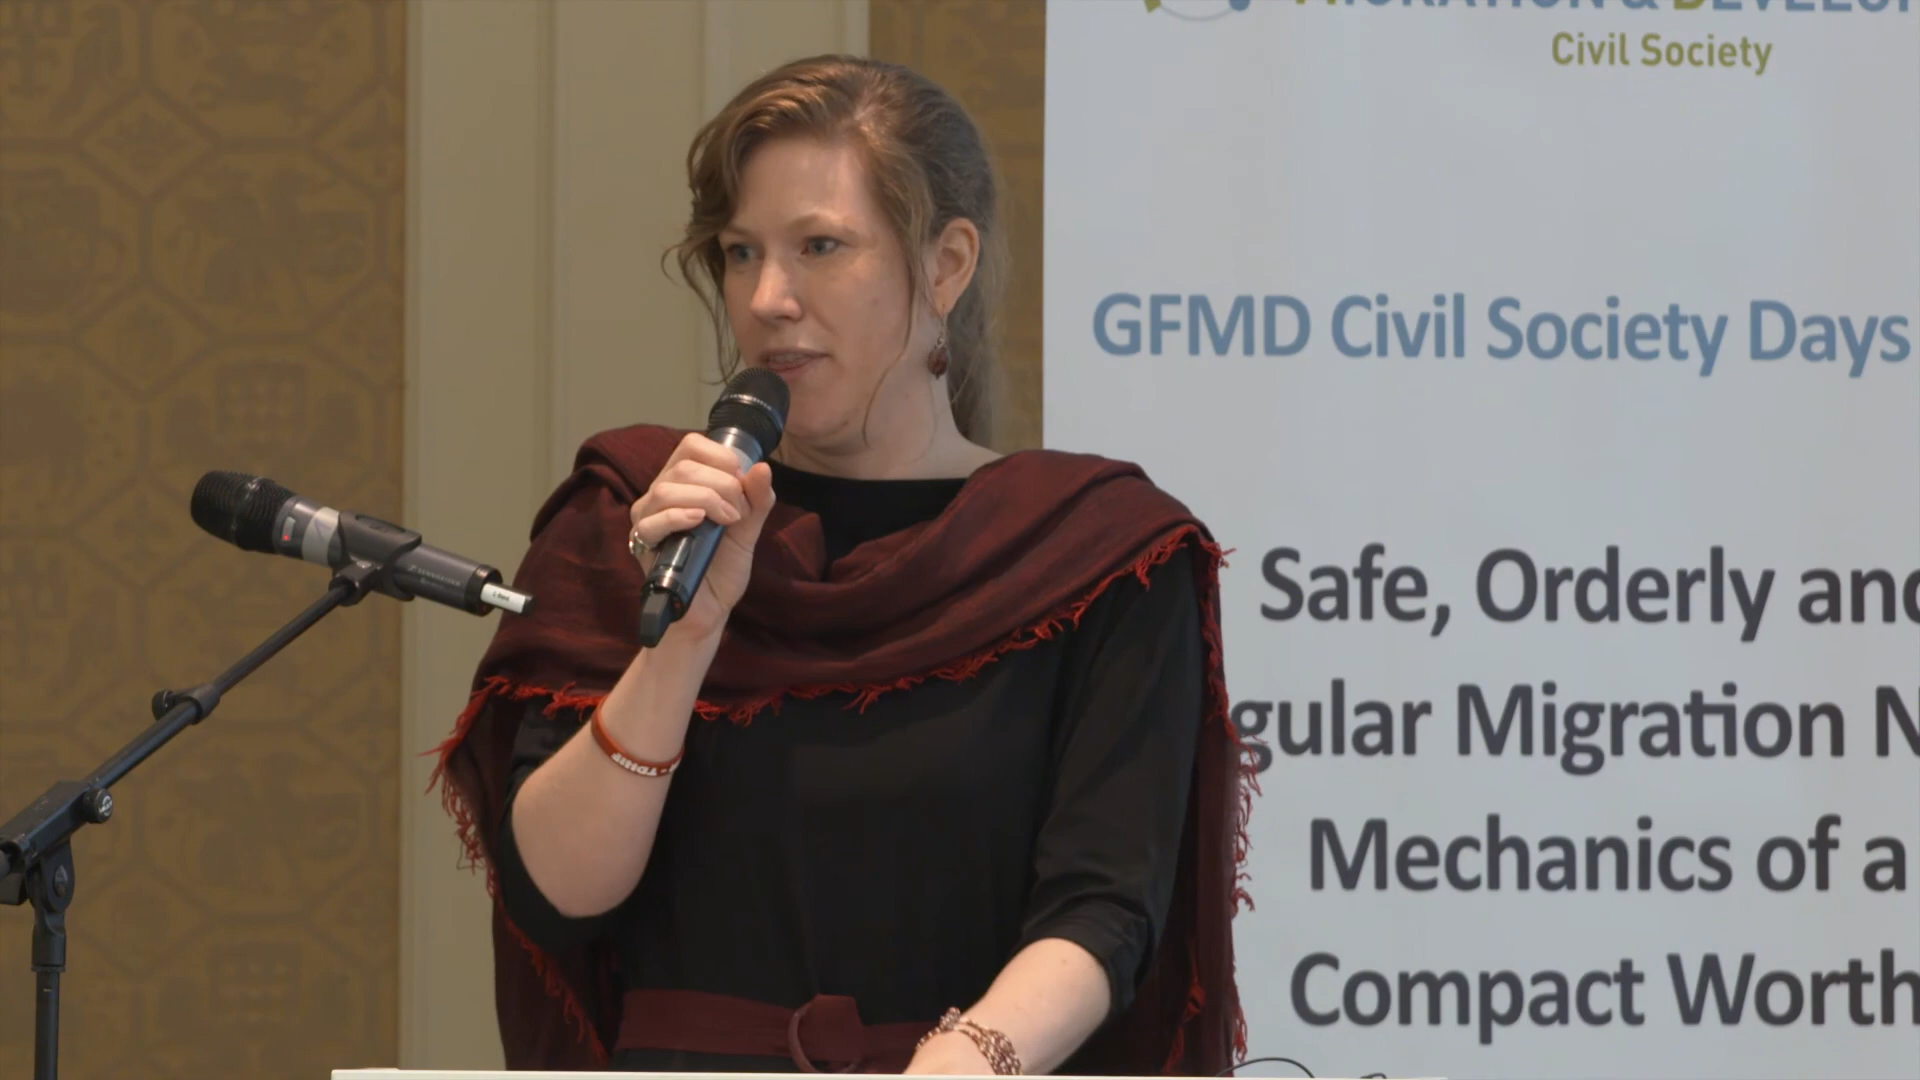 Civil Society
GFMD Civil Society Days
Safe, Orderly and
gular Migration N
Mechanics of a
Compact Worth